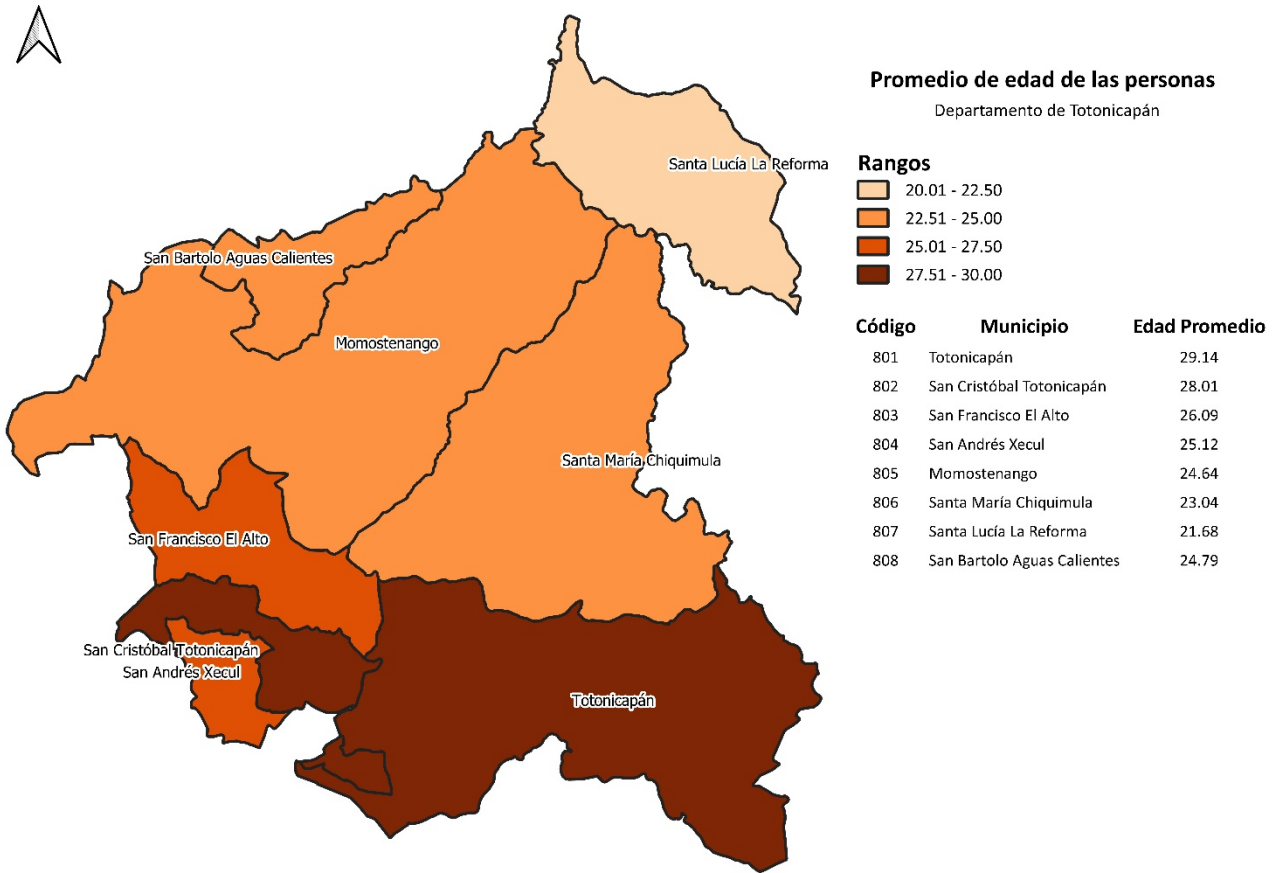 Promedio de edad de las personas
Departamento de Totonicapán
Rangos
20.01 - 22.50
22.51 - 25.00
25.01 - 27.50
27.51 - 30.00
Código Municipio Edad Promedio
801 Totonicapán 29.14
802 San Cristóbal Totonicapán 28.01
803 San Francisco El Alto 26.09
804 San Andrés Xecul 25.12
805 Momostenango 24.64
806 Santa María Chiquimula 23.04
807 Santa Lucía La Reforma 21.68
808 San Bartolo Aguas Calientes 24.79
Santa Lucía La Reforma
San Bartolo Aguas Calientes
Momostenango
Santa María Chiquimula
San Francisco El Alto
San Cristóbal Totonicapán
San Andrés Xecul
Totonicapán